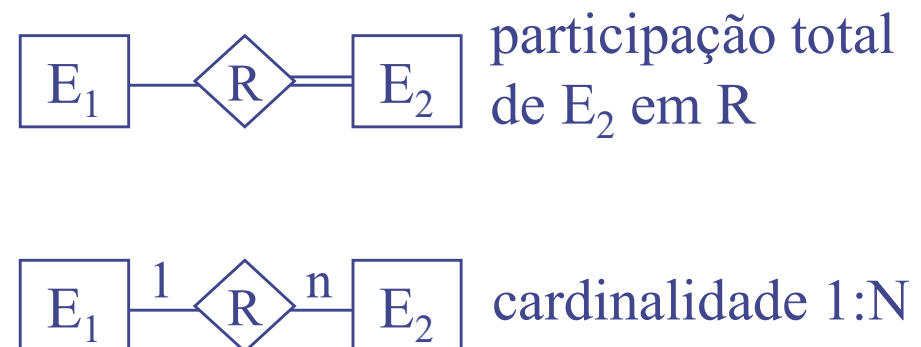 E₁ R E₂ participação total
de E₂ em R
E₁ 1 R n E₂ cardinalidade 1:N